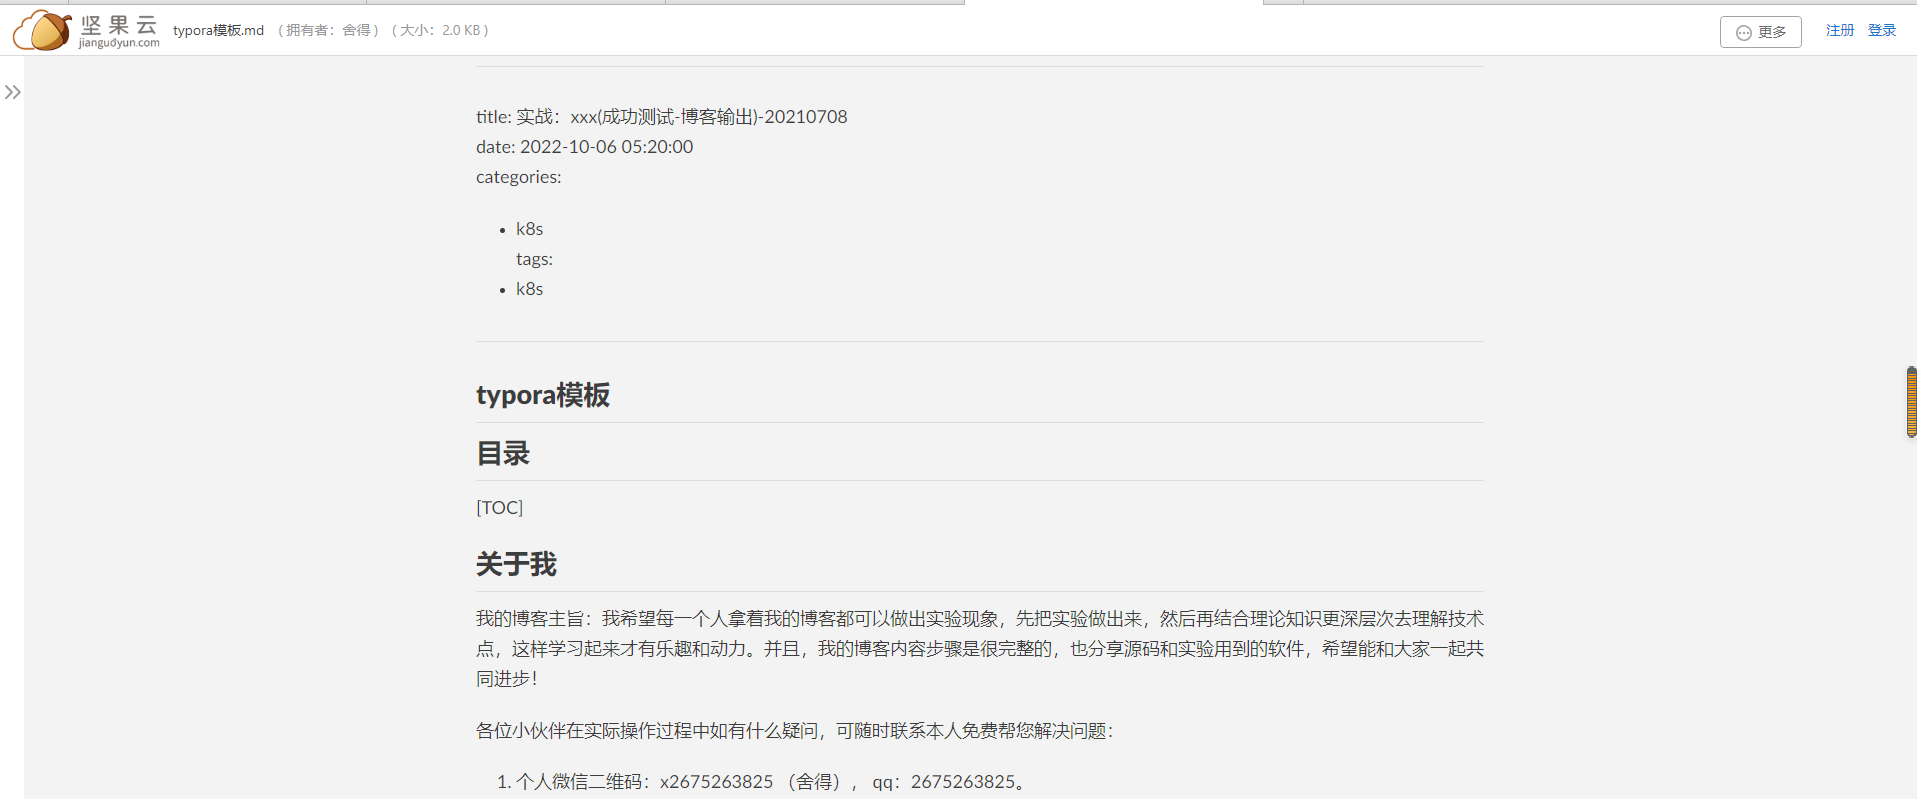 坚果云
jianguoyun.com
typora模板.md （拥有者：舍得） （大小：2.0 KB）
更多 注册 登录
title: 实战：xxx(成功测试-博客输出)-20210708
date: 2022-10-06 05:20:00
categories:
• k8s
tags:
• k8s
typora模板
目录
[TOC]
关于我
我的博客主旨：我希望每一个人拿着我的博客都可以做出实验现象，先把实验做出来，然后再结合理论知识更深层次去理解技术
点，这样学习起来才有乐趣和动力。并且，我的博客内容步骤是很完整的，也分享源码和实验用到的软件，希望能和大家一起共
同进步！
各位小伙伴在实际操作过程中如有什么疑问，可随时联系本人免费帮您解决问题：
1. 个人微信二维码：x2675263825 （舍得）， qq：2675263825。